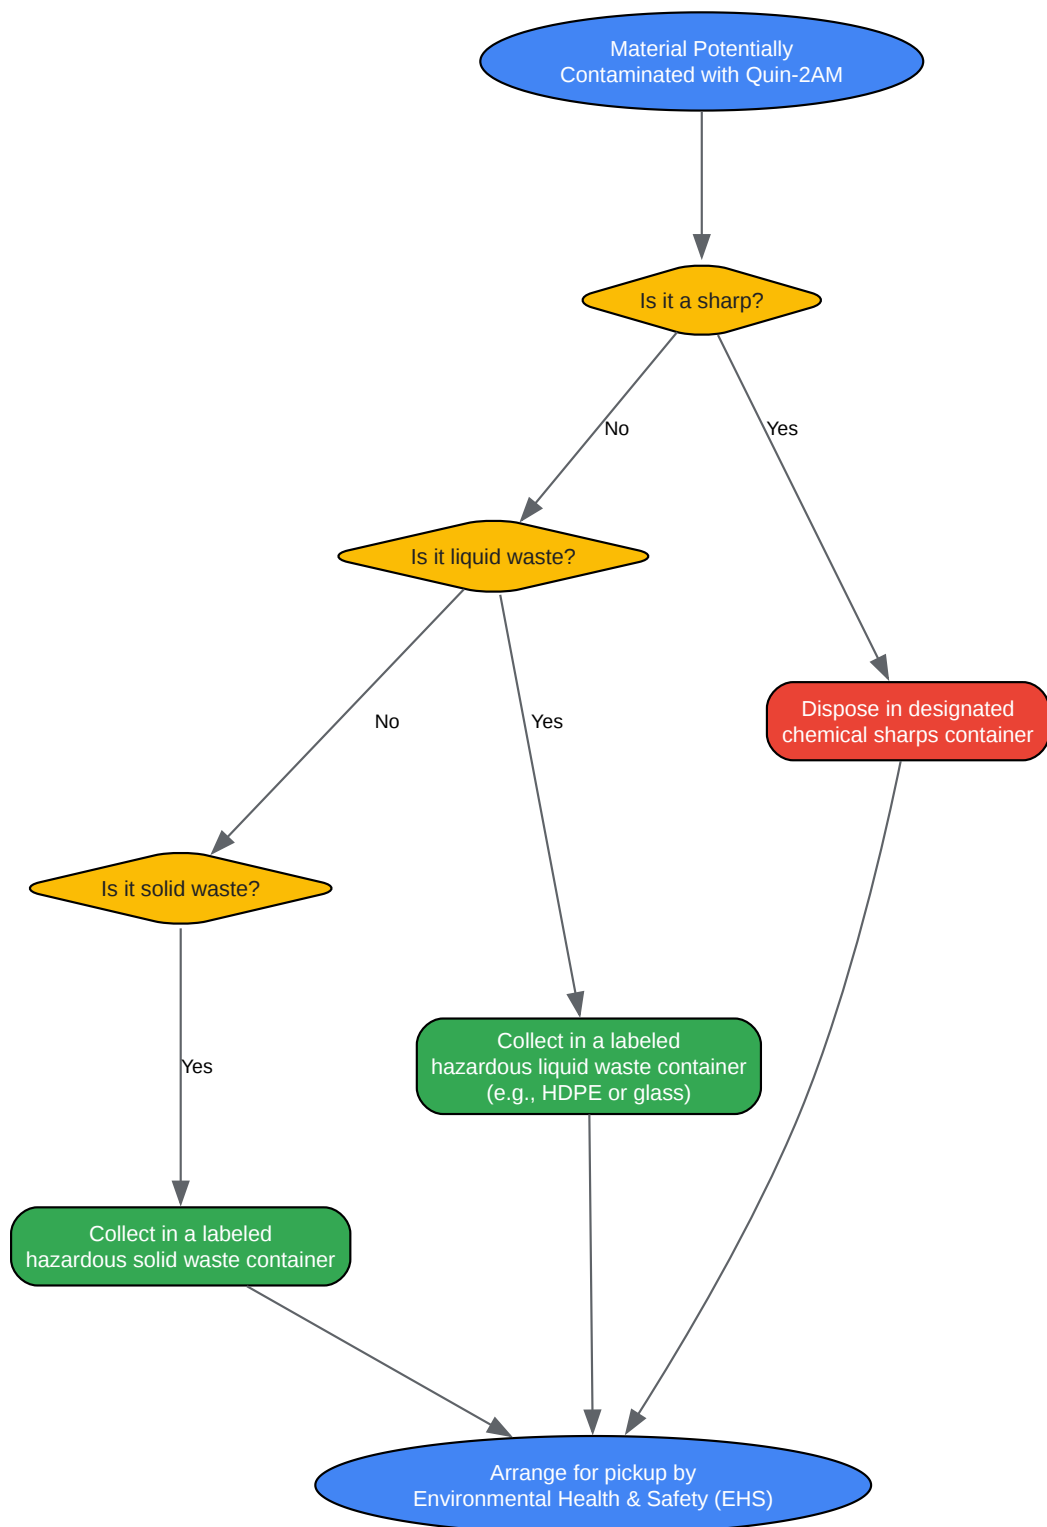 Material Potentially
Contaminated with Quin-2AM
Is it a sharp?
No
Yes
Is it liquid waste?
No
Yes
Dispose in designated
chemical sharps container
Is it solid waste?
Yes
Collect in a labeled
hazardous liquid waste container
(e.g., HDPE or glass)
Collect in a labeled
hazardous solid waste container
Arrange for pickup by
Environmental Health & Safety (EHS)